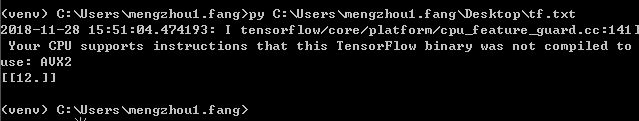 (venv) C:\Users\mengzhou1.fang>py C:\Users\mengzhou1.fang\Desktop\tf.txt
2018-11-28 15:51:04.474193: I tensorflow/core/platform/cpu_feature_guard.cc:141]
 Your CPU supports instructions that this TensorFlow binary was not compiled to
use: AVX2
[[12.]]
(venv) C:\Users\mengzhou1.fang>